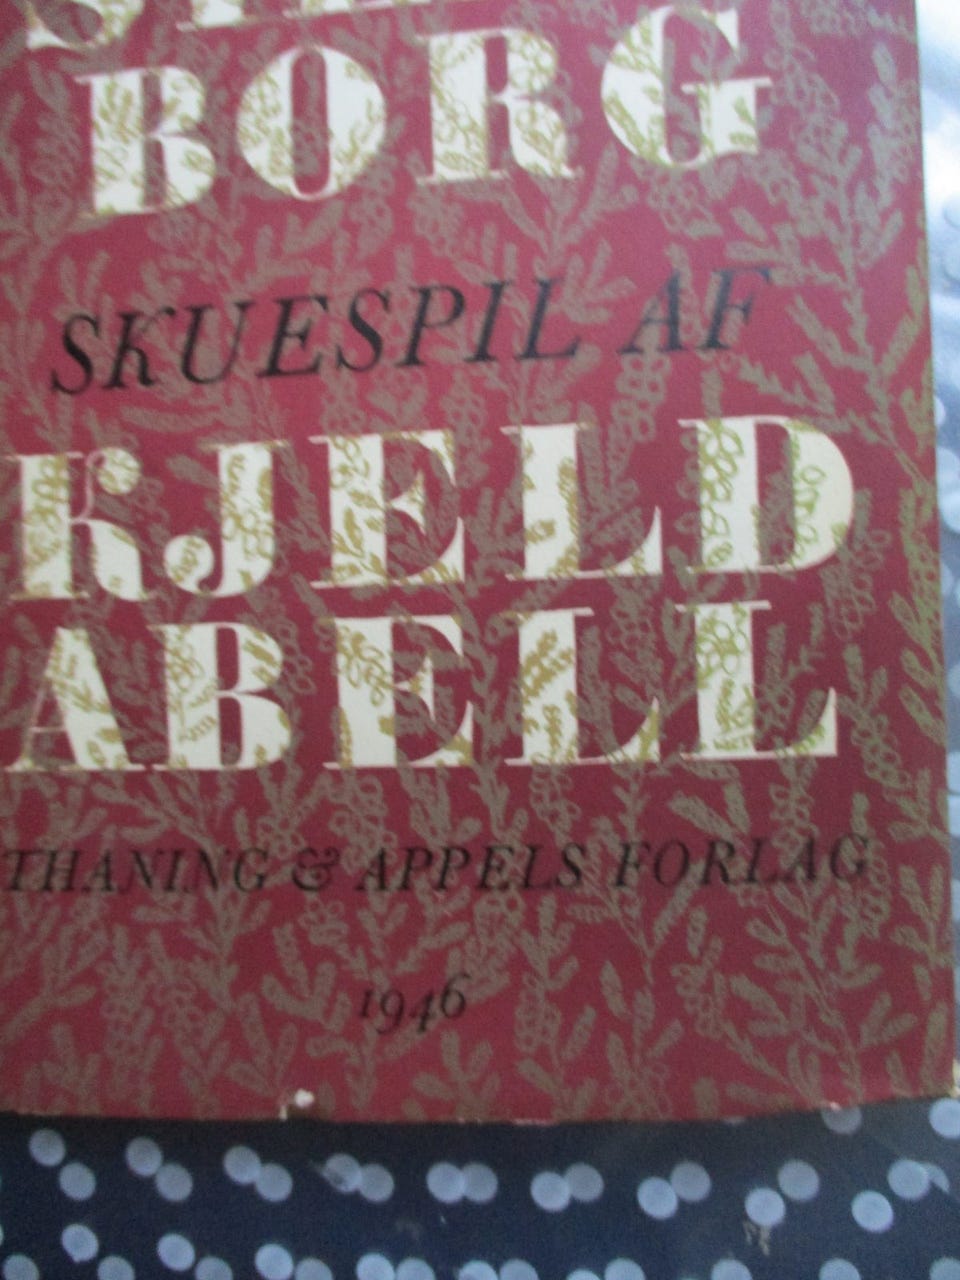 BORG
SKUESPIL AF
KJELD
ABELL
THANING & APPELS FORLAG
1946